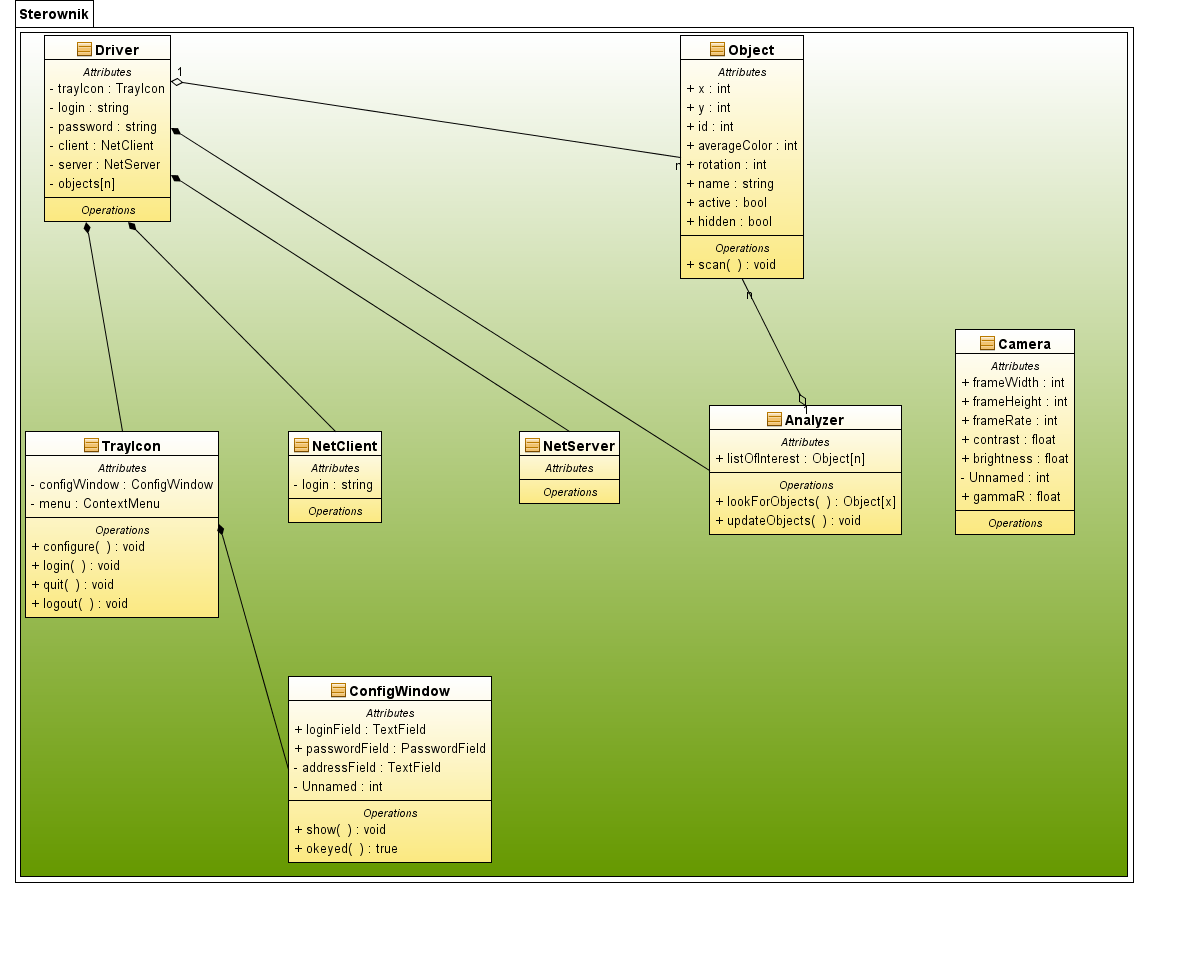 Sterownik
Driver
Attributes
- trayIcon : TrayIcon
- login : string
- password : string
- client : NetClient
- server : NetServer
- objects[n]
Operations
1
Object
Attributes
+ x : int
+ y : int
+ id : int
+ averageColor : int
+ rotation : int
+ name : string
+ active : bool
+ hidden : bool
Operations
+ scan( ) : void
n
n
Camera
Attributes
+ frameWidth : int
+ frameHeight : int
+ frameRate : int
+ contrast : float
+ brightness : float
- Unnamed : int
+ gammaR : float
Operations
Analyzer
Attributes
+ listOfInterest : Object[n]
Operations
+ lookForObjects( ) : Object[x]
+ updateObjects( ) : void
TrayIcon
Attributes
- configWindow : ConfigWindow
- menu : ContextMenu
Operations
+ configure( ) : void
+ login( ) : void
+ quit( ) : void
+ logout( ) : void
NetClient
Attributes
- login : string
Operations
NetServer
Attributes
Operations
ConfigWindow
Attributes
+ loginField : TextField
+ passwordField : PasswordField
- addressField : TextField
- Unnamed : int
Operations
+ show( ) : void
+ okeyed( ) : true